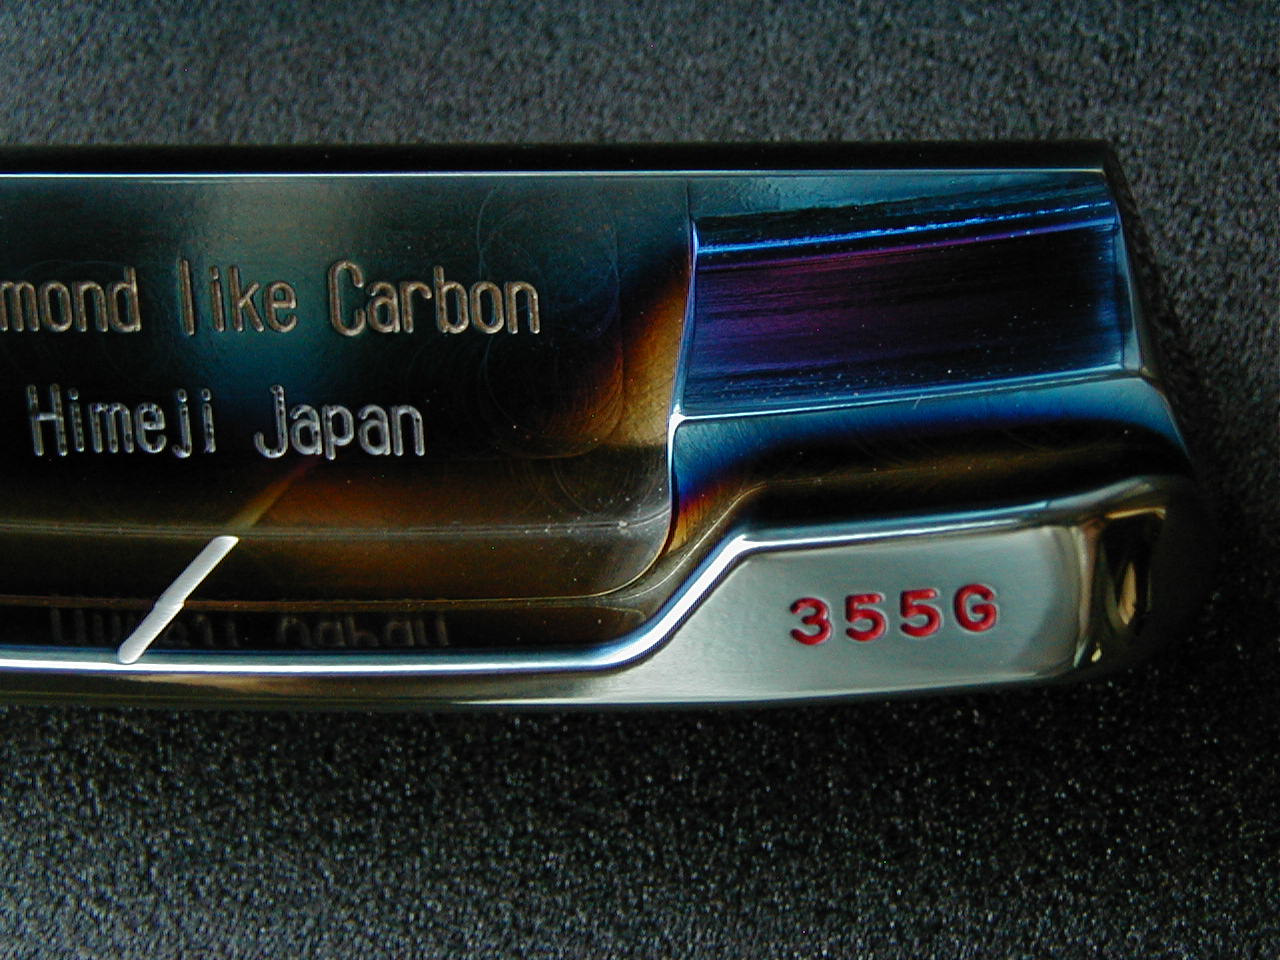 mond like Carbon
Himeji Japan
355G